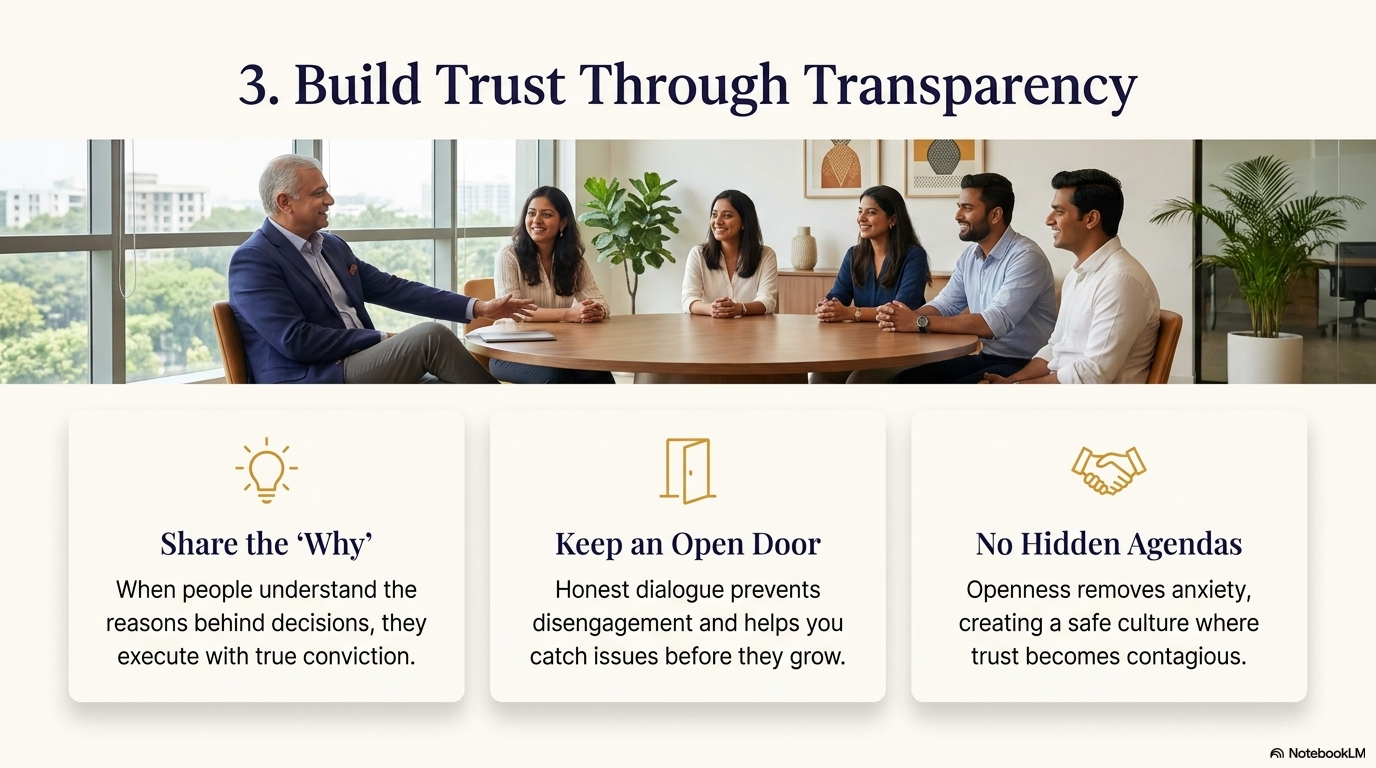 3. Build Trust Through Transparency
Share the ‘Why’
When people understand the
reasons behind decisions, they
execute with true conviction.
Keep an Open Door
Honest dialogue prevents
disengagement and helps you
catch issues before they grow.
No Hidden Agendas
Openness removes anxiety,
creating a safe culture where
trust becomes contagious.
NotebookLM